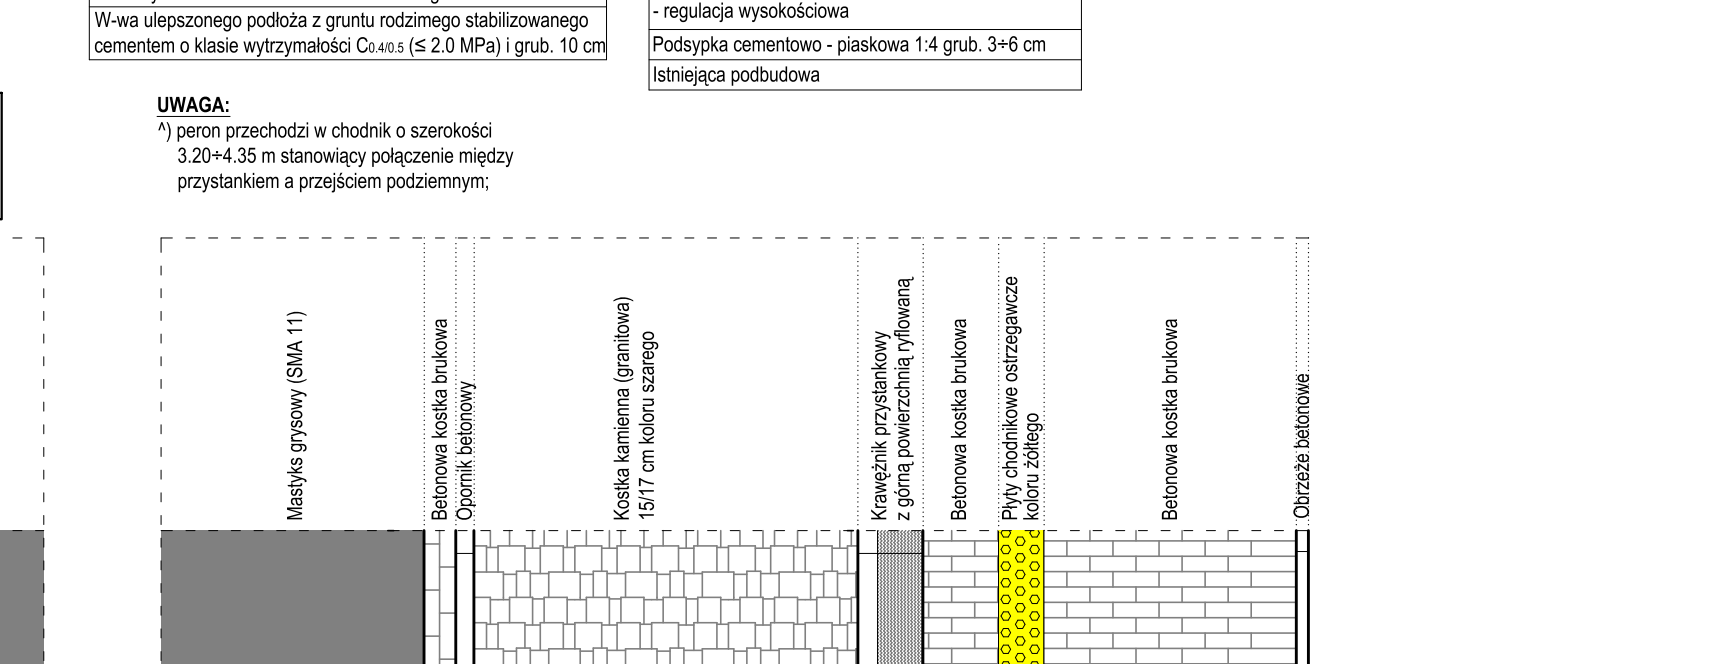 W-wa ulepszonego podłoża z gruntu rodzimego stabilizowanego
cementem o klasie wytrzymałości C0.4/0.5 (≤ 2.0 MPa) i grub. 10 cm
- regulacja wysokościowa
Podsypka cementowo - piaskowa 1:4 grub. 3÷6 cm
Istniejąca podbudowa
UWAGA:
^) peron przechodzi w chodnik o szerokości
3.20÷4.35 m stanowiący połączenie między
przystankiem a przejściem podziemnym;
Mastyks grysowy (SMA 11)
Betonowa kostka brukowa
Opornik betonowy
Kostka kamienna (granitowa)
15/17 cm koloru szarego
Krawężnik przystankowy
z górną powierzchnią ryflowaną
Betonowa kostka brukowa
Płyty chodnikowe ostrzegawcze
koloru żółtego
Betonowa kostka brukowa
Obrzeże betonowe